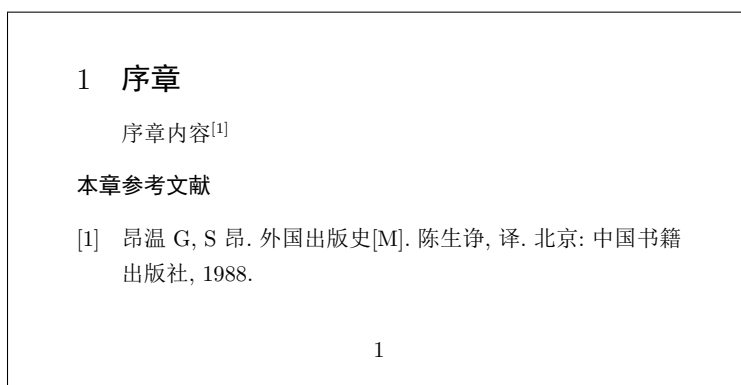 1 序章
序章内容[1]
本章参考文献
[1] 昂温 G, S 昂. 外国出版史[M]. 陈生诤, 译. 北京: 中国书籍
出版社, 1988.
1